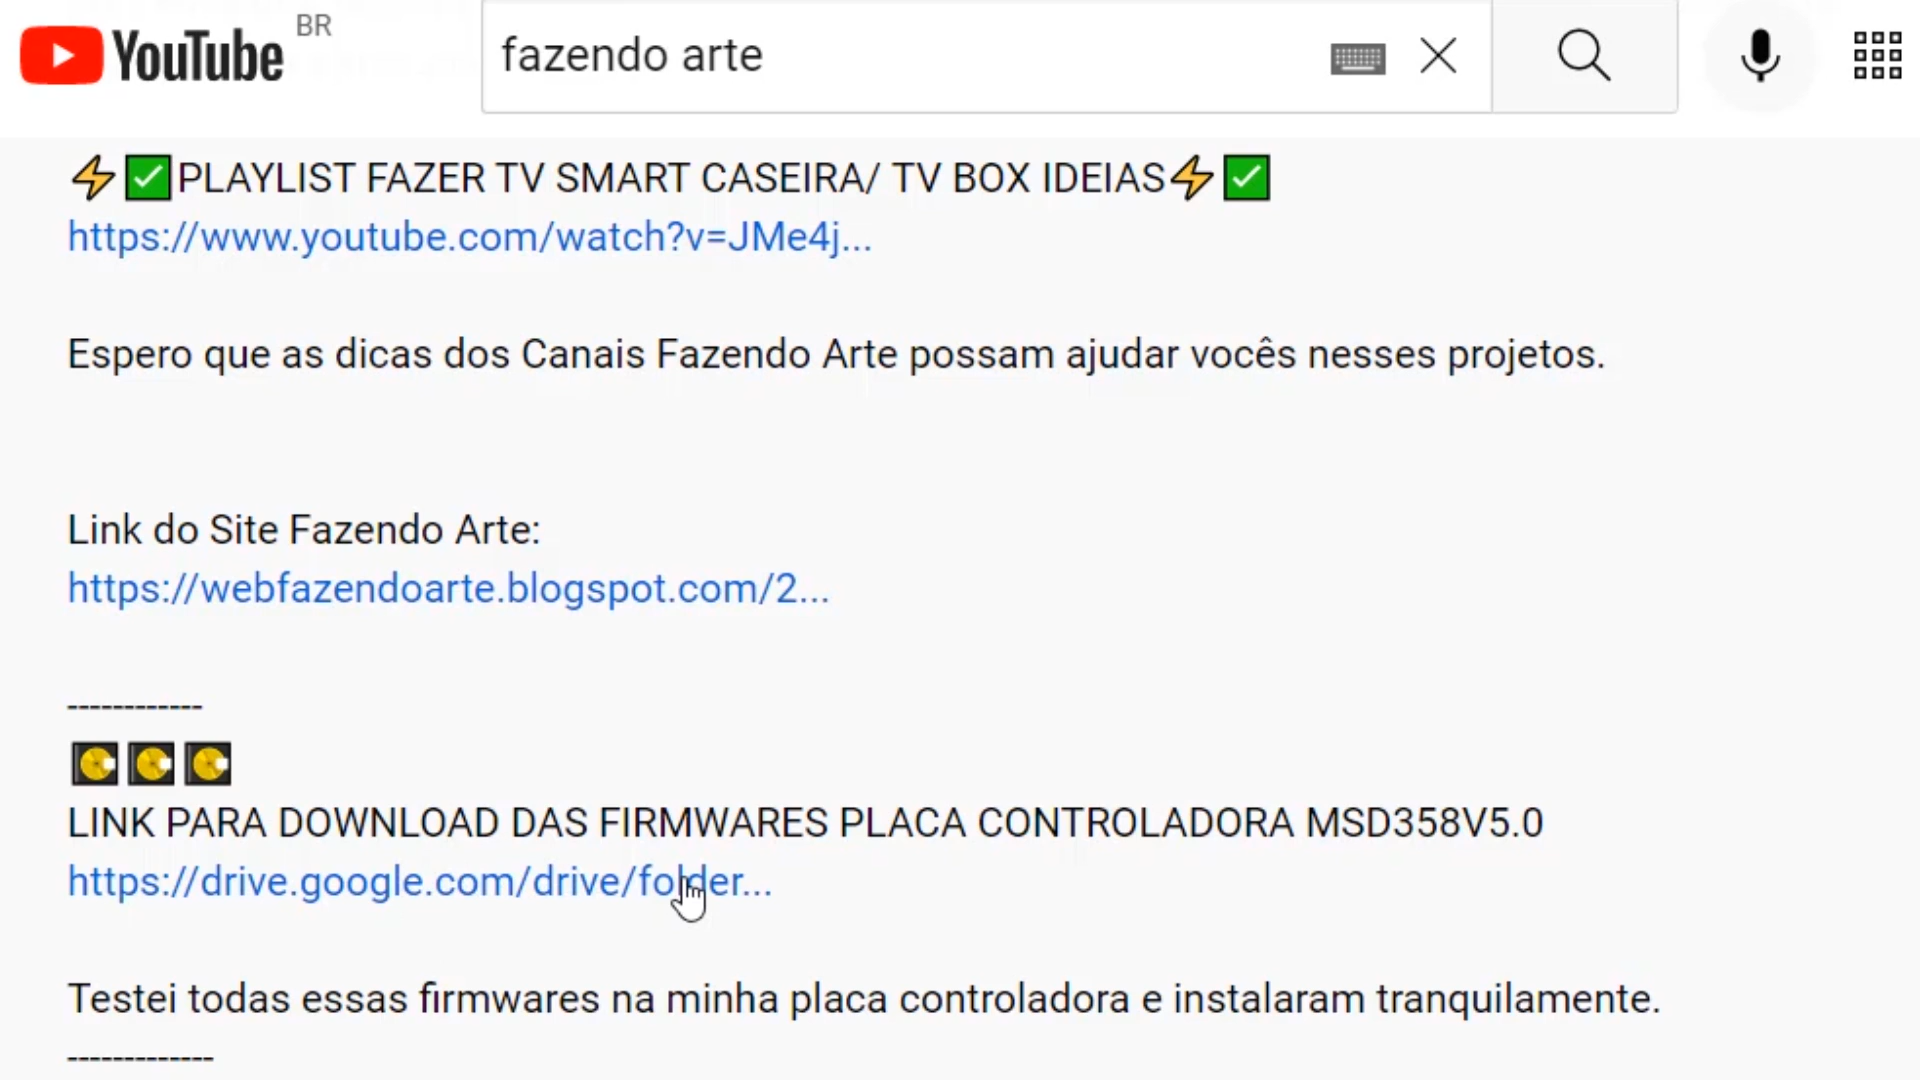 YouTube BR
fazendo arte
⚡✅PLAYLIST FAZER TV SMART CASEIRA/ TV BOX IDEIAS⚡✅
https://www.youtube.com/watch?v=JMe4j...
Espero que as dicas dos Canais Fazendo Arte possam ajudar vocês nesses projetos.
Link do Site Fazendo Arte:
https://webfazendoarte.blogspot.com/2...
------------
LINK PARA DOWNLOAD DAS FIRMWARES PLACA CONTROLADORA MSD358V5.0
https://drive.google.com/drive/folder...
Testei todas essas firmwares na minha placa controladora e instalaram tranquilamente.
-------------